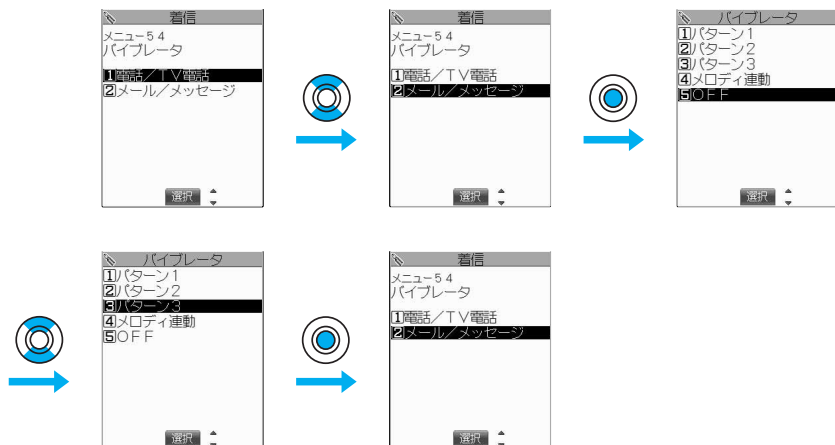 着信
メニュー54
バイブレータ
1電話/TV電話
2メール/メッセージ
選択
着信
メニュー54
バイブレータ
1電話/TV電話
2メール/メッセージ
選択
バイブレータ
1パターン1
2パターン2
3パターン3
4メロディ連動
5OFF
選択
バイブレータ
1パターン1
2パターン2
3パターン3
4メロディ連動
5OFF
選択
着信
メニュー54
バイブレータ
1電話/TV電話
2メール/メッセージ
選択